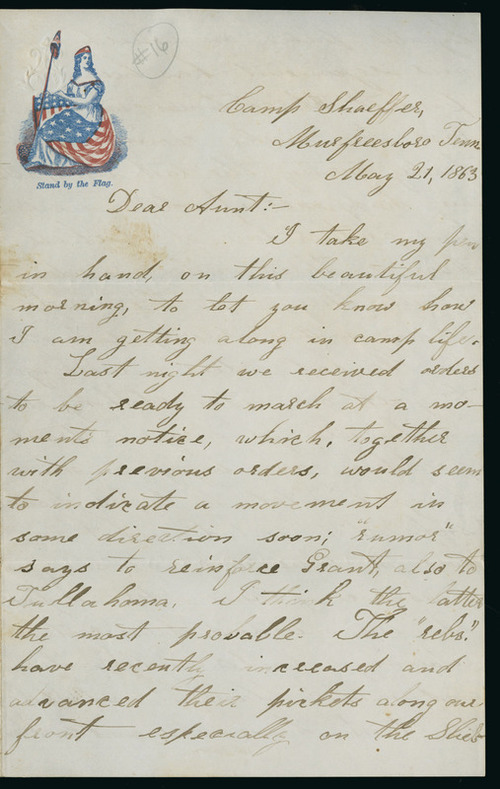 #16
Stand by the Flag.
Camp Shaeffer,
Murfreesboro Tenn
May 21, 1863
Dear Aunt:-
I take my pen
in hand, on this beautiful
morning, to let you know how
I am getting along in camp life.
Last night we received orders
to be ready to march at a mo-
ments notice, which, together
with previous orders, would seem
to indicate a movement in
some direction soon; "rumor"
says to reinforce Grant, also to
Tullahoma. I think the latter
the most probable. The "rebs."
have recently increased and
advanced their pickets along our
front especially on the Shelb-